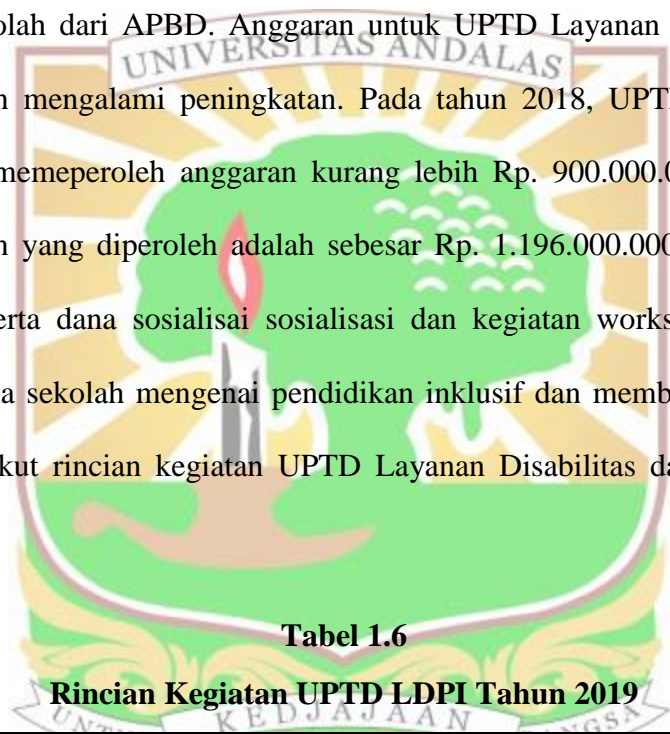 olah dari APBD. Anggaran untuk UPTD Layanan
UNIVERSITAS ANDALAS
mengalami peningkatan. Pada tahun 2018, UPT
memeperoleh anggaran kurang lebih Rp. 900.000.0
yang diperoleh adalah sebesar Rp. 1.196.000.000
erta dana sosialisai sosialisasi dan kegiatan works
a sekolah mengenai pendidikan inklusif dan memb
kut rincian kegiatan UPTD Layanan Disabilitas da
Tabel 1.6
Rincian Kegiatan UPTD LDPI Tahun 2019
KEDJAJAAN